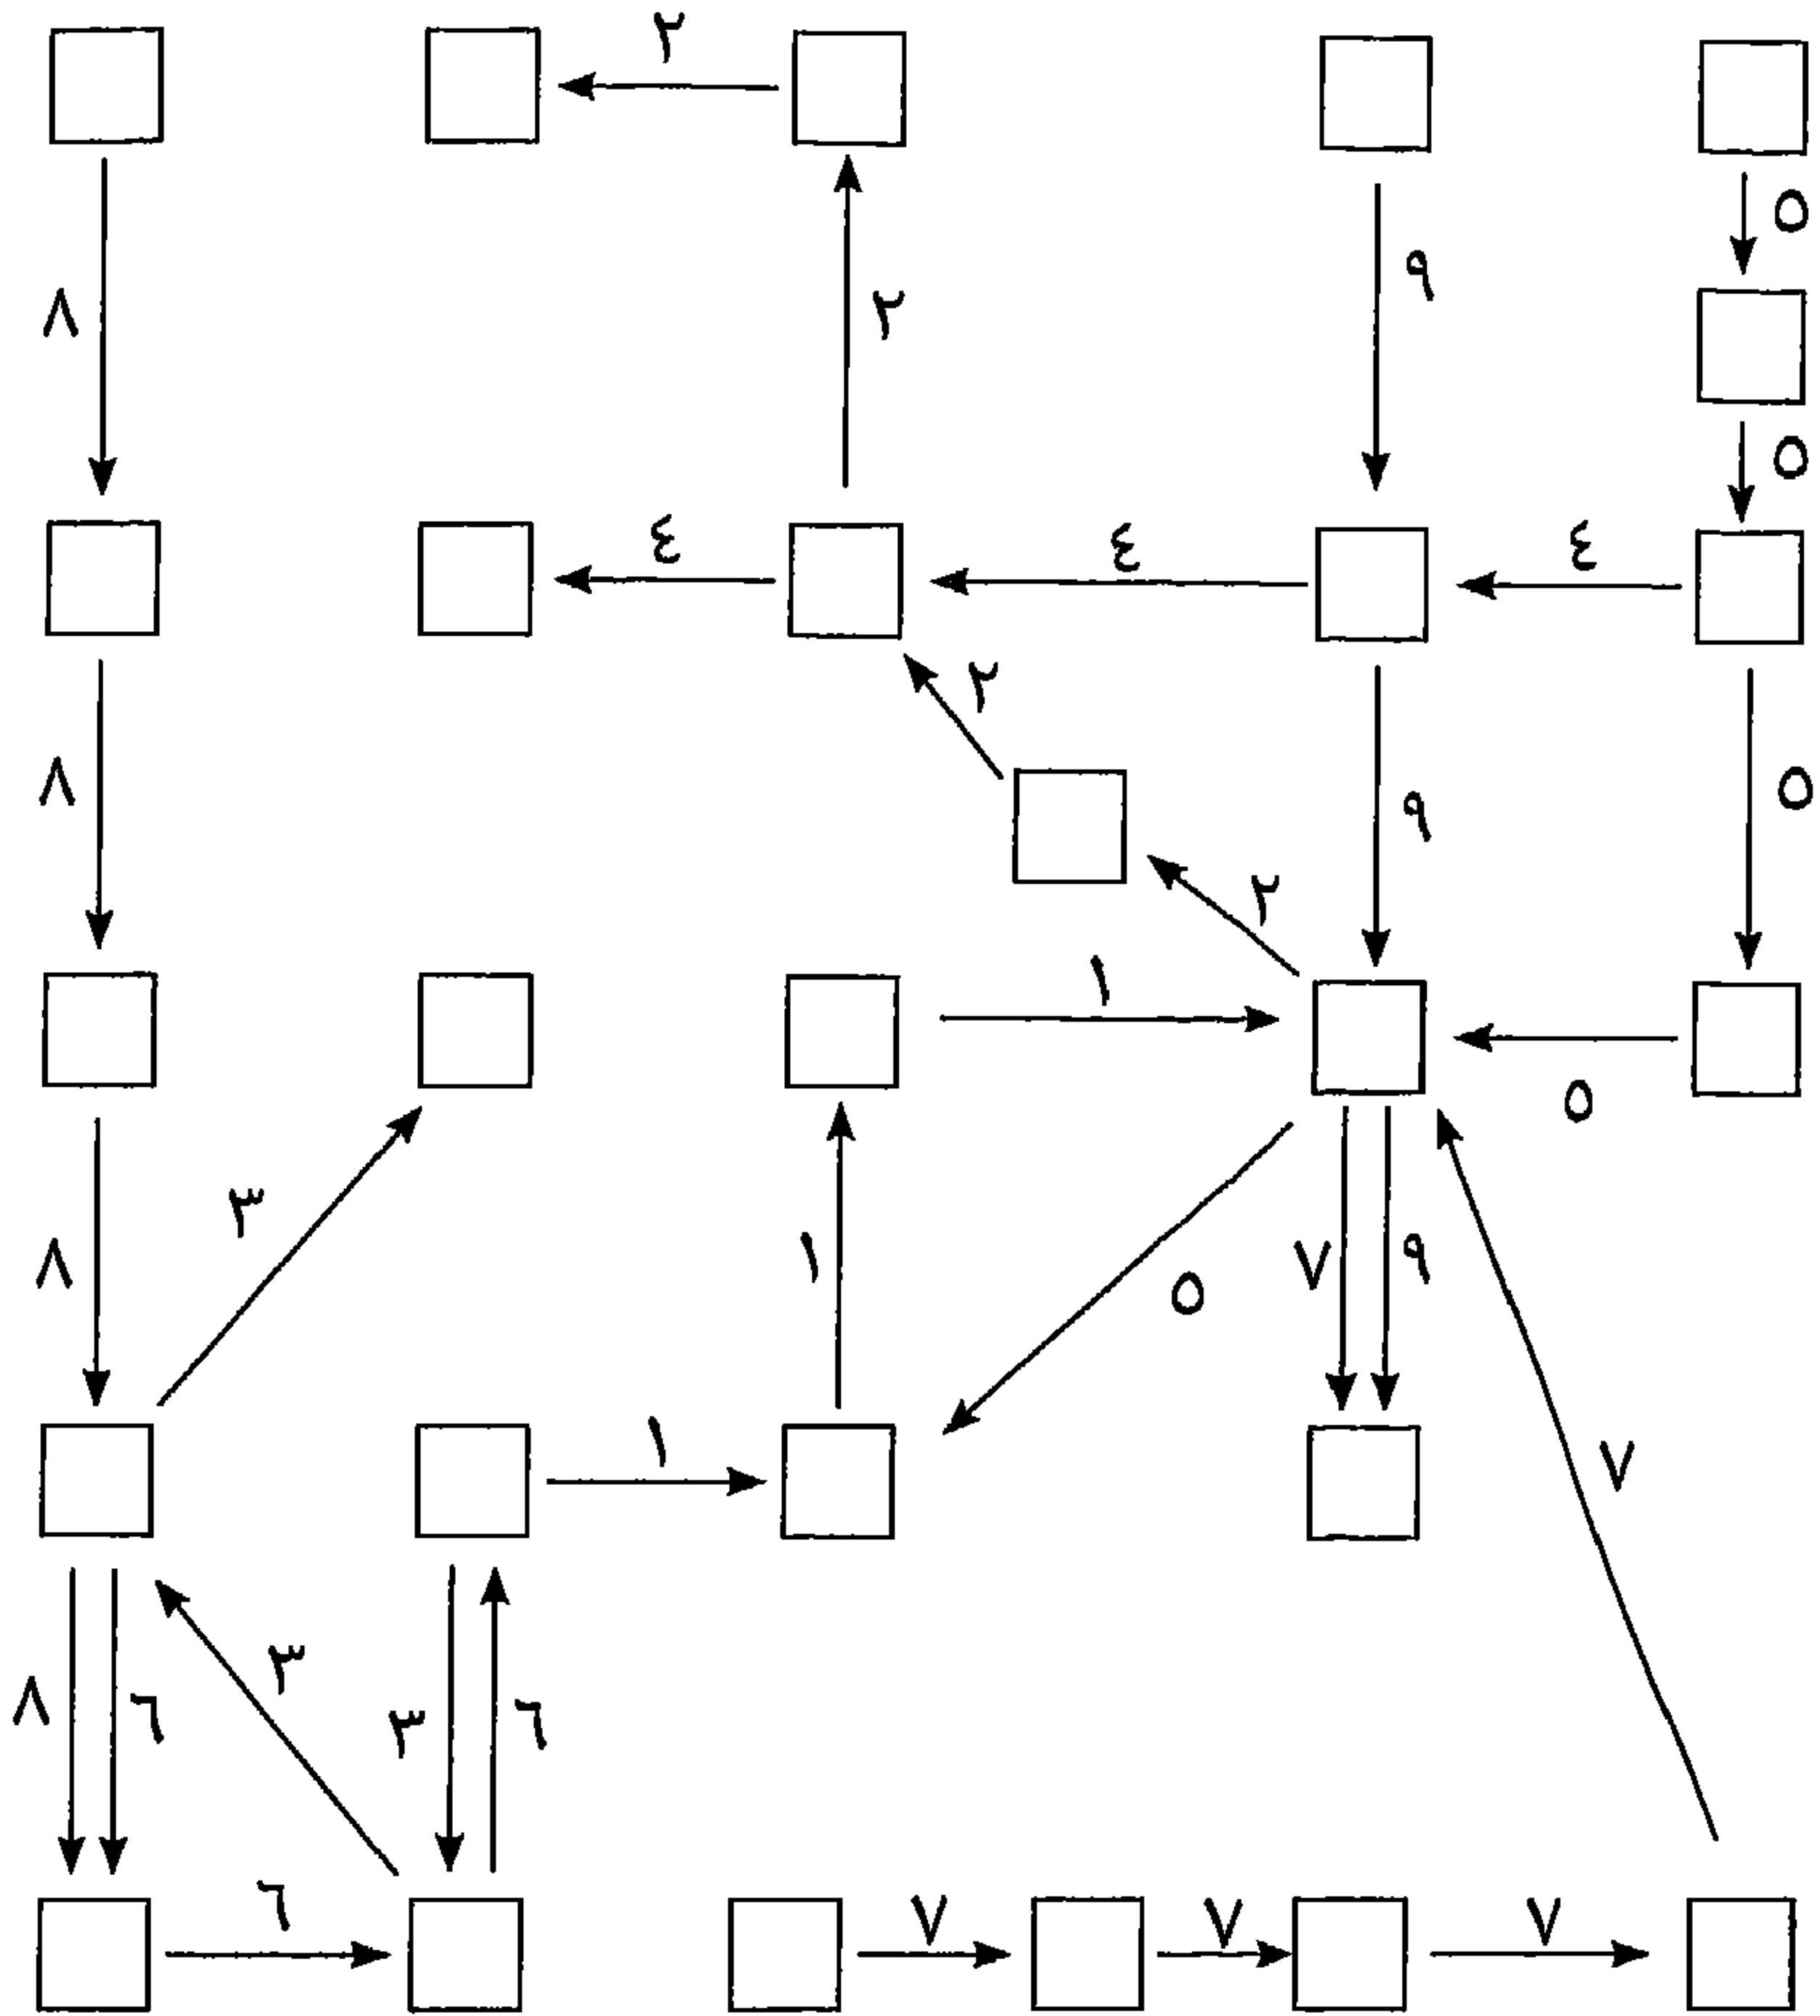 ٢
٥
٨ ٢ ٩
٥
٤ ٤ ٤
٢
٨ ٩ ٥
٢
١
٥
٣
٨ ١ ٥ ٧ ٩
١ ٧
٣
٨ ٦ ٣ ٦
٦ ٧ ٧ ٧